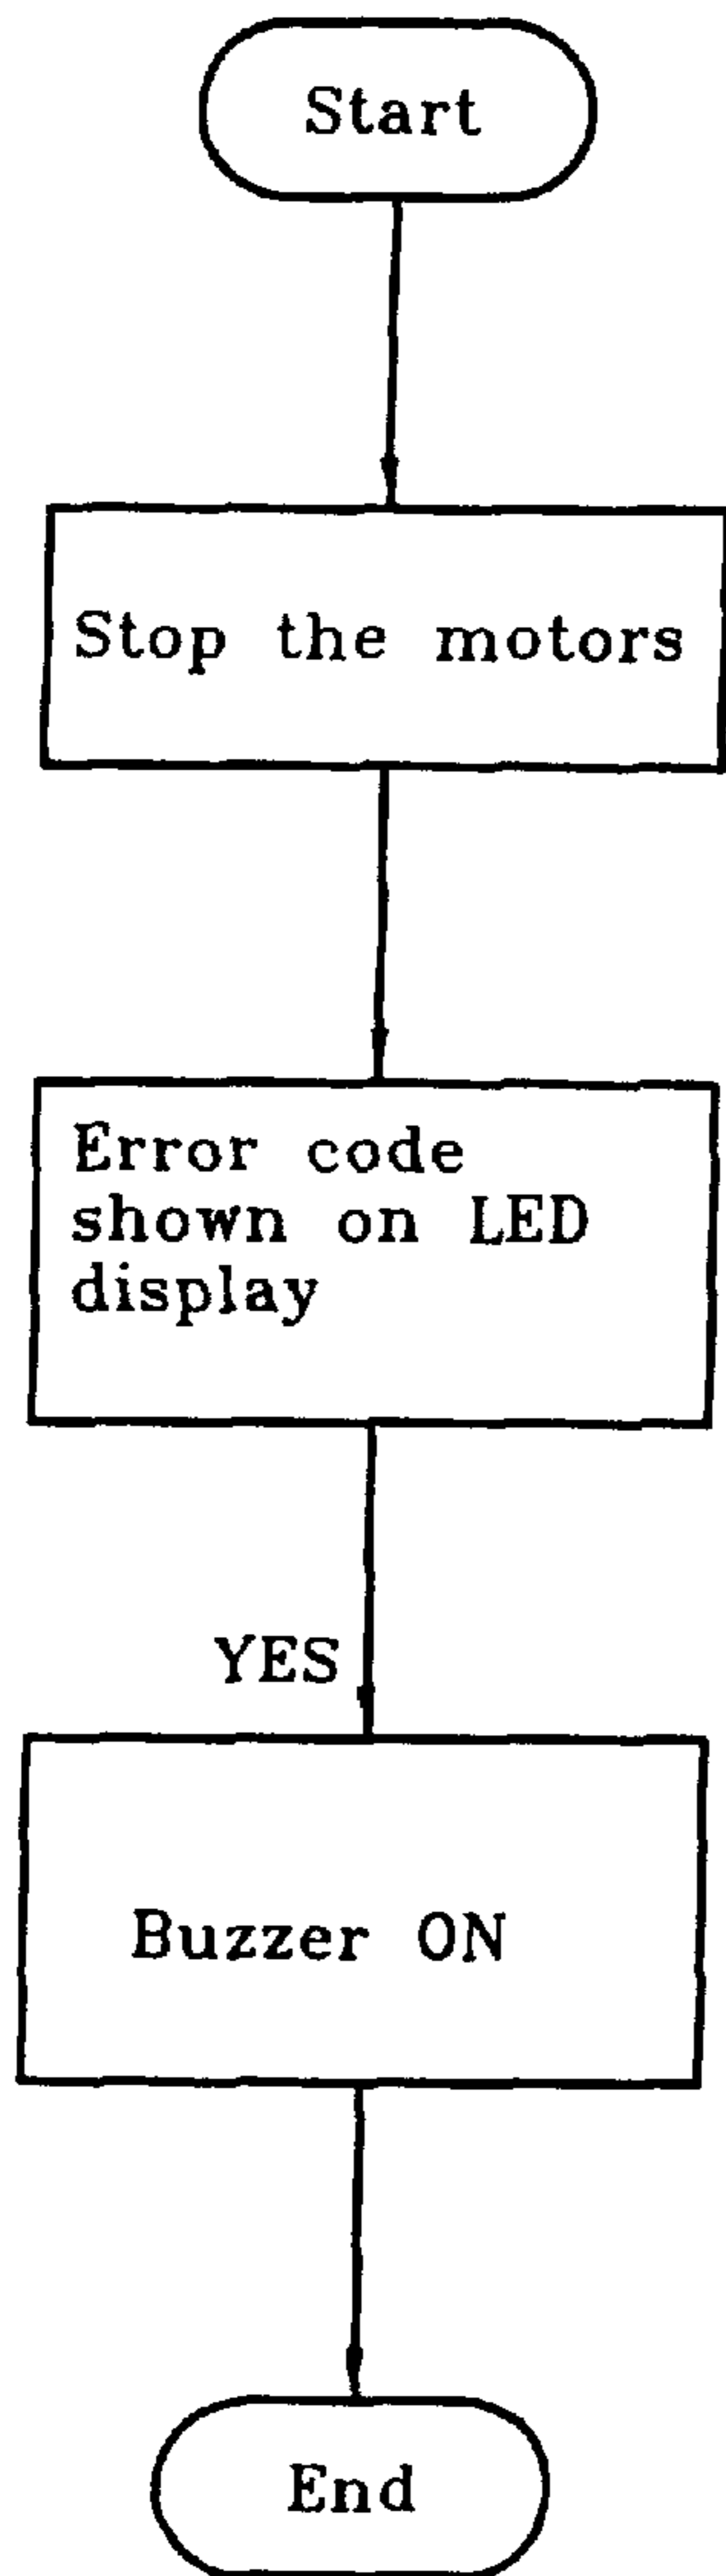 Start
Stop the motors
Error code
shown on LED
display
YES
Buzzer ON
End